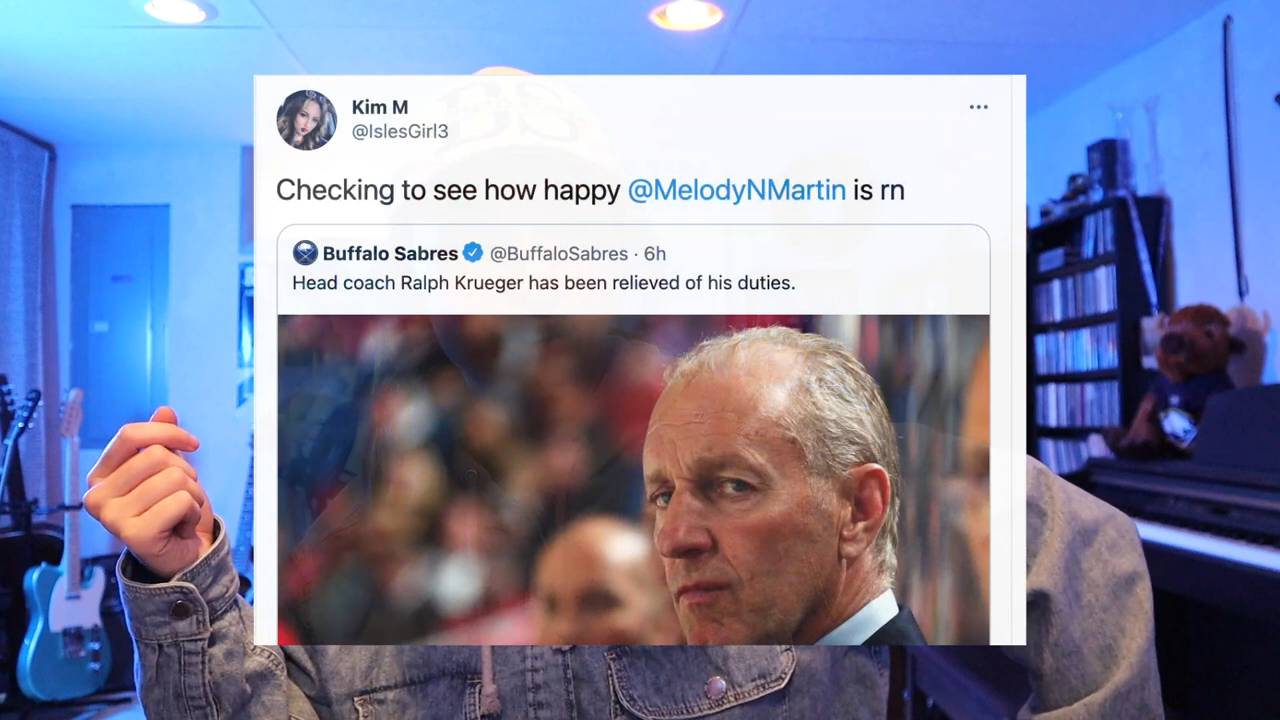 Kim M
@IslesGirl3
Checking to see how happy @MelodyNMartin is rn
Buffalo Sabres @BuffaloSabres · 6h
Head coach Ralph Krueger has been relieved of his duties.